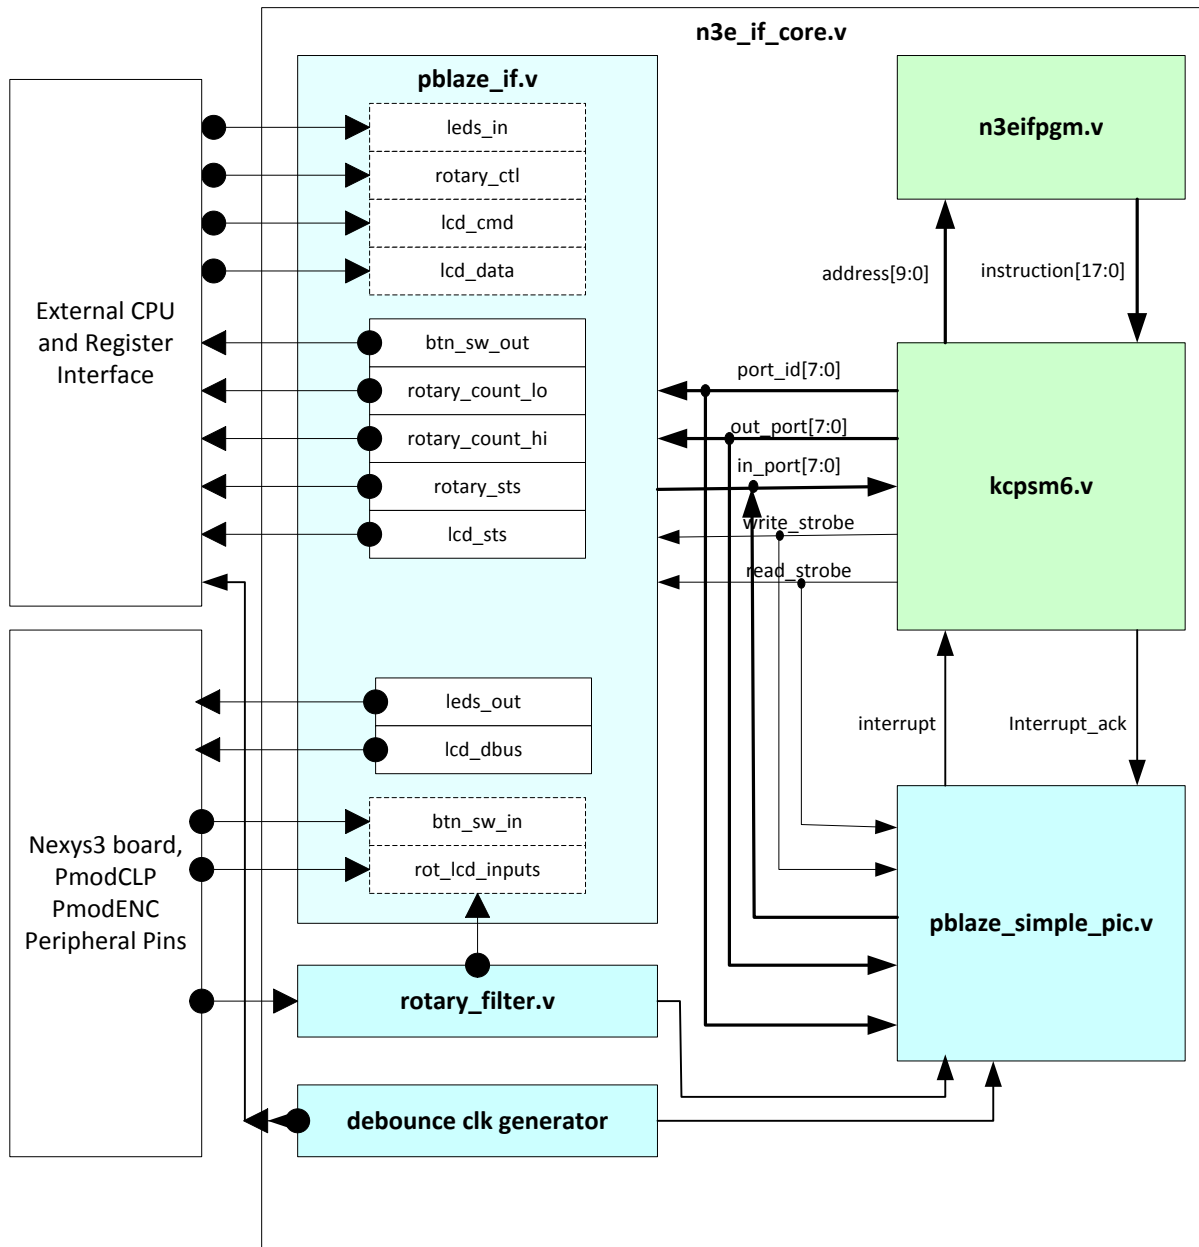 n3e_if_core.v
pblaze_if.v
leds_in
rotary_ctl
lcd_cmd
lcd_data
btn_sw_out
rotary_count_lo
rotary_count_hi
rotary_sts
lcd_sts
leds_out
lcd_dbus
btn_sw_in
rot_lcd_inputs
External CPU
and Register
Interface
Nexys3 board,
PmodCLP
PmodENC
Peripheral Pins
rotary_filter.v
debounce clk generator
n3eifpgm.v
address[9:0]
instruction[17:0]
port_id[7:0]
out_port[7:0]
in_port[7:0]
write_strobe
read_strobe
kcpsm6.v
interrupt
Interrupt_ack
pblaze_simple_pic.v